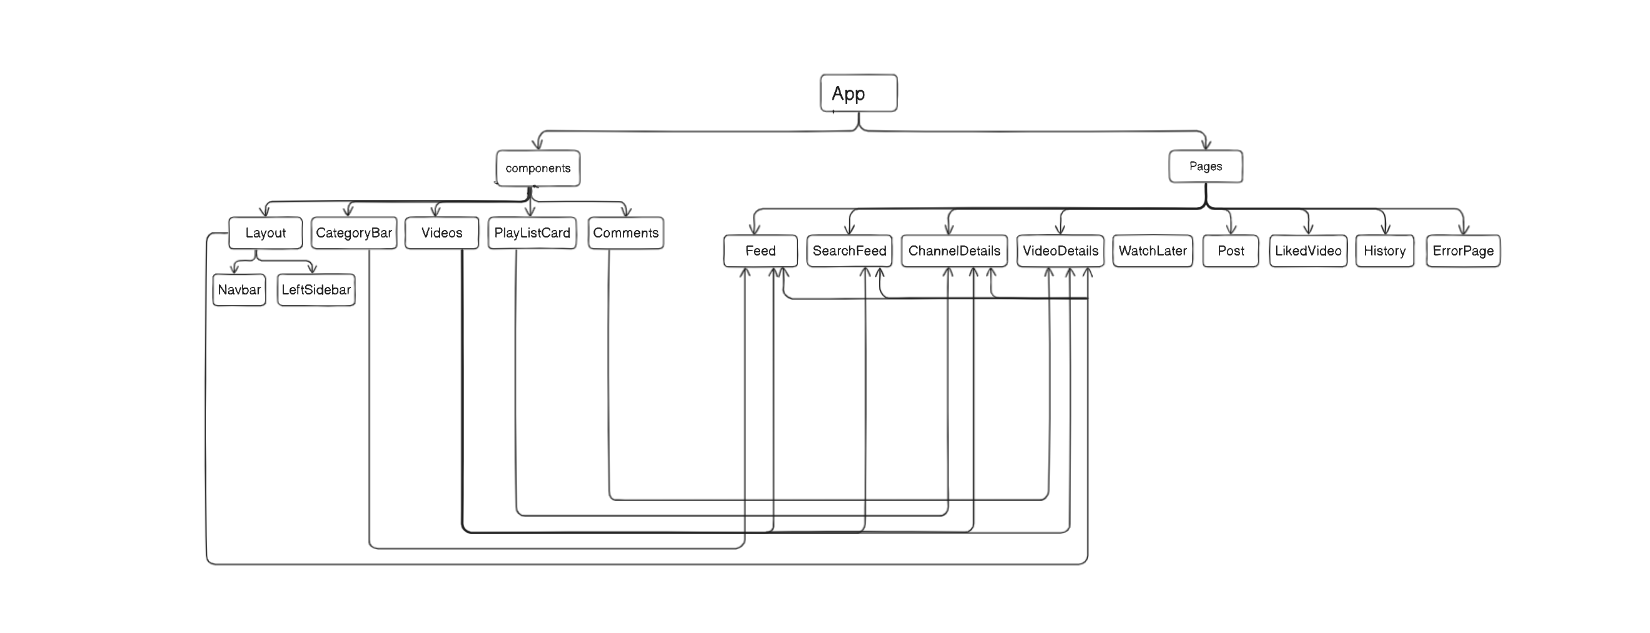 App
components
Pages
Layout
CategoryBar
Videos
PlayListCard
Comments
Feed
SearchFeed
ChannelDetails
VideoDetails
WatchLater
Post
LikedVideo
History
ErrorPage
Navbar
LeftSidebar